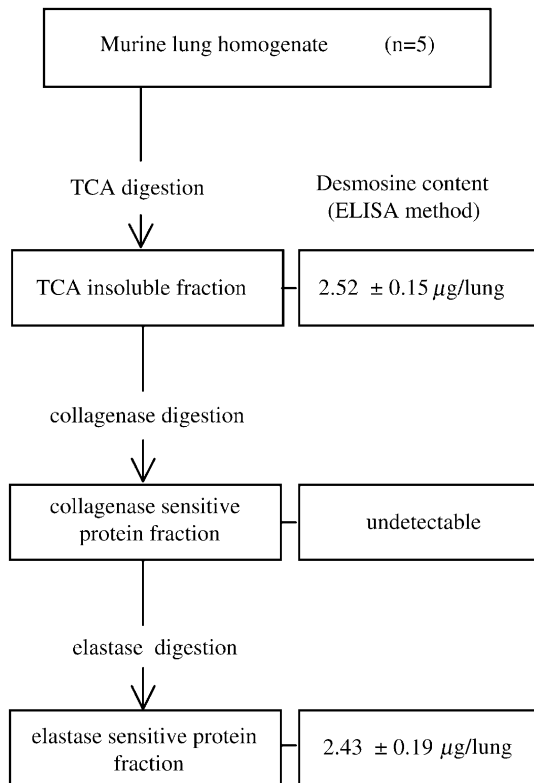 Murine lung homogenate (n=5)
TCA digestion
Desmosine content
(ELISA method)
TCA insoluble fraction
2.52 ± 0.15 µg/lung
collagenase digestion
collagenase sensitive
protein fraction
undetectable
elastase digestion
elastase sensitive protein
fraction
2.43 ± 0.19 µg/lung